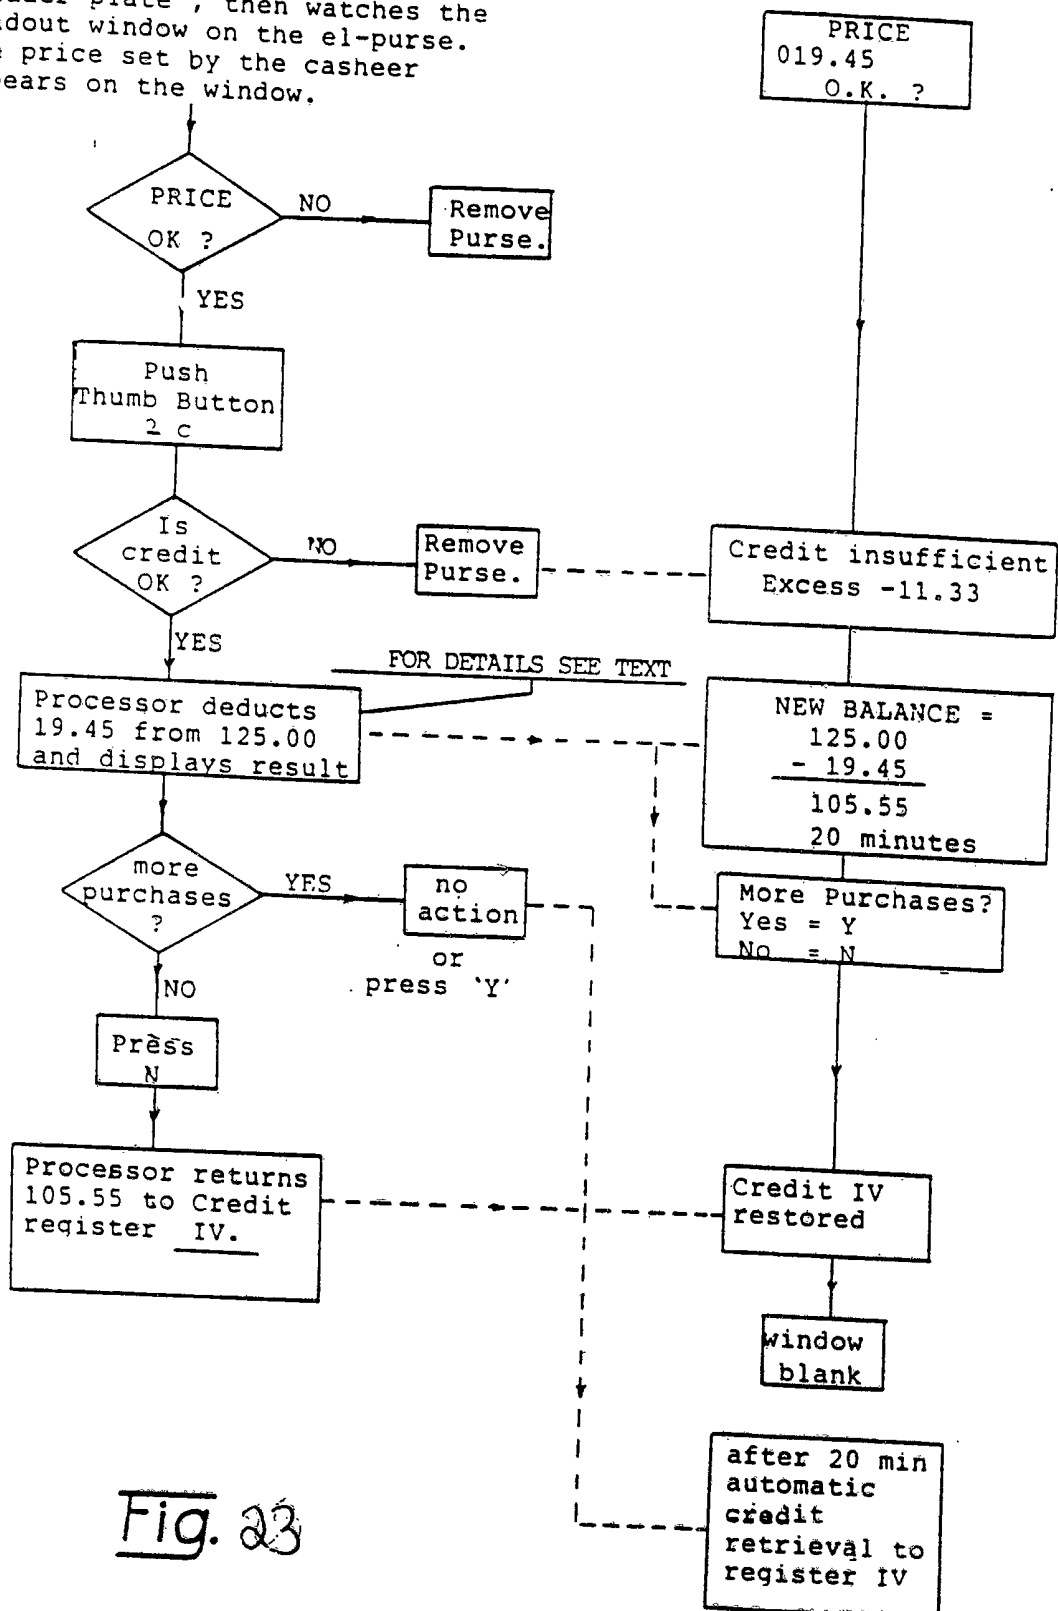 plate , then watches the
window on the el-purse.
price set by the casheer
on the window.
PRICE
OK ?
NO
Remove
Purse.
YES
Push
Thumb Button
2 c
Is
credit
OK ?
NO
Remove
Purse.
YES
FOR DETAILS SEE TEXT
Processor deducts
19.45 from 125.00
and displays result
more
purchases
?
YES
no
action
or
press 'Y'
NO
Press
N
Processor returns
105.55 to Credit
register IV.
PRICE
019.45
O.K. ?
Credit insufficient
Excess -11.33
NEW BALANCE =
125.00
- 19.45
105.55
20 minutes
More Purchases?
Yes = Y
No = N
Credit IV
restored
window
blank
after 20 min
automatic
credit
retrieval to
register IV
Fig. 23